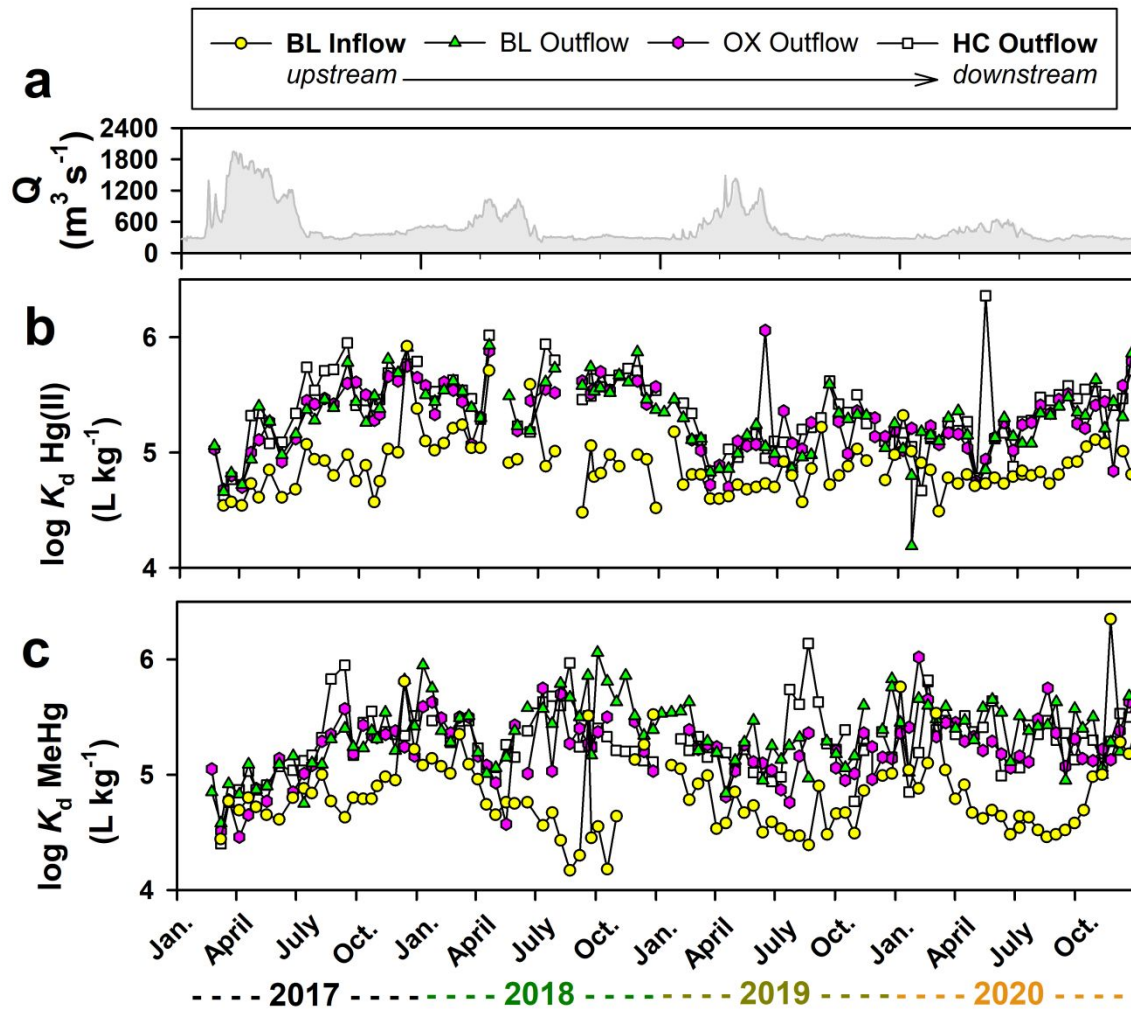 BL Inflow BL Outflow OX Outflow HC Outflow
upstream downstream
a
2400
1800
1200
600
0
Q
(m³ s⁻¹)
b
6
5
4
log Kd Hg(II)
(L kg⁻¹)
c
6
5
4
log Kd MeHg
(L kg⁻¹)
Jan. April July Oct. Jan. April July Oct. Jan. April July Oct. Jan. April July Oct.
2017 2018 2019 2020